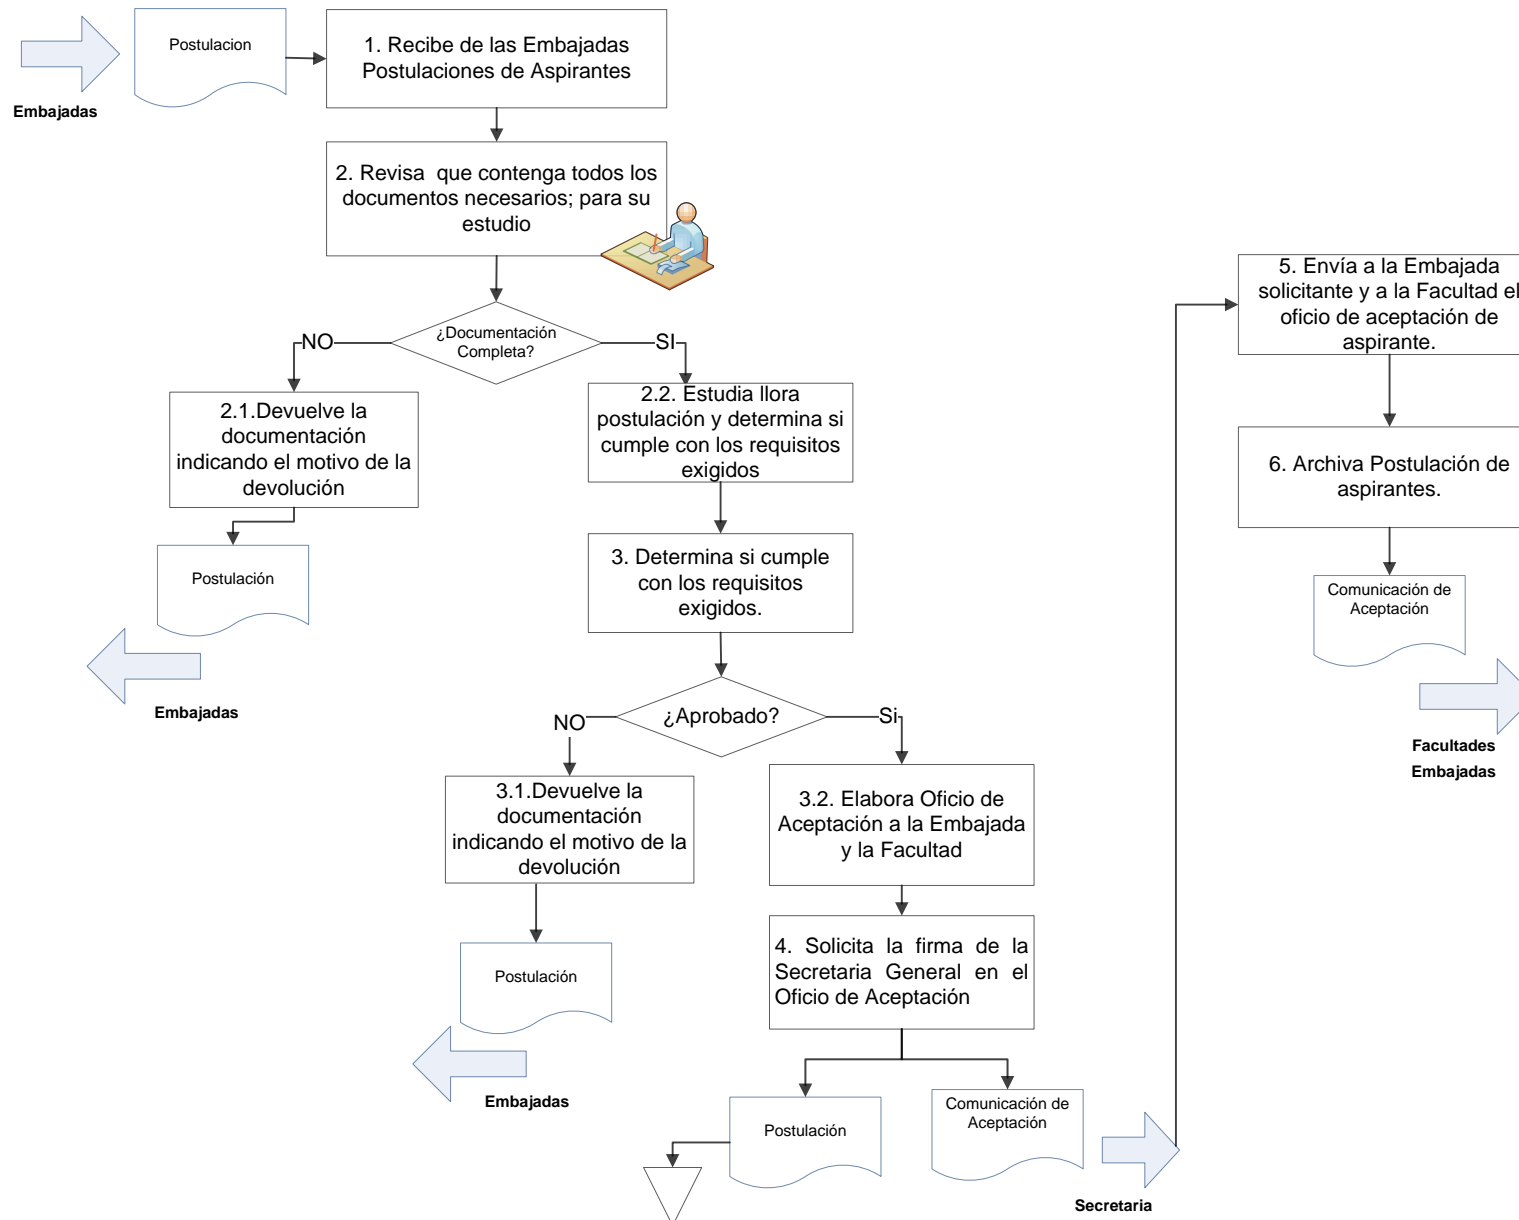 Postulacion
Embajadas
1. Recibe de las Embajadas
Postulaciones de Aspirantes
2. Revisa que contenga todos los
documentos necesarios; para su
estudio
¿Documentación
Completa?
NO
SI
2.1.Devuelve la
documentación
indicando el motivo de la
devolución
Postulación
Embajadas
2.2. Estudia llora
postulación y determina si
cumple con los requisitos
exigidos
3. Determina si cumple
con los requisitos
exigidos.
¿Aprobado?
NO
Si
3.1.Devuelve la
documentación
indicando el motivo de la
devolución
Postulación
Embajadas
3.2. Elabora Oficio de
Aceptación a la Embajada
y la Facultad
4. Solicita la firma de la
Secretaria General en el
Oficio de Aceptación
Postulación
Comunicación de
Aceptación
Secretaria
5. Envía a la Embajada
solicitante y a la Facultad el
oficio de aceptación de
aspirante.
6. Archiva Postulación de
aspirantes.
Comunicación de
Aceptación
Facultades
Embajadas